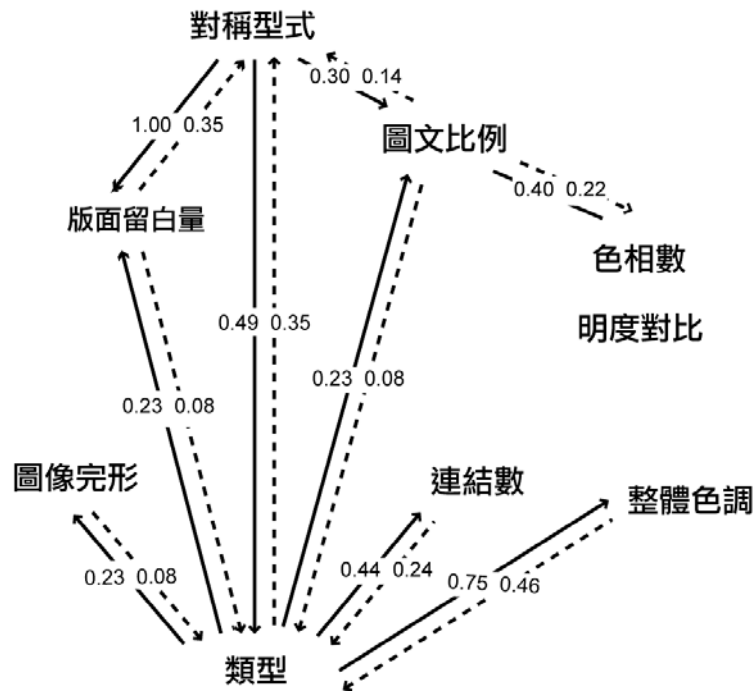 對稱型式
0.30 0.14
1.00 0.35
圖文比例
0.40 0.22
版面留白量
色相數
0.49 0.35
明度對比
0.23 0.08
0.23 0.08
圖像完形
連結數
整體色調
0.23 0.08
0.44 0.24
0.75 0.46
類型